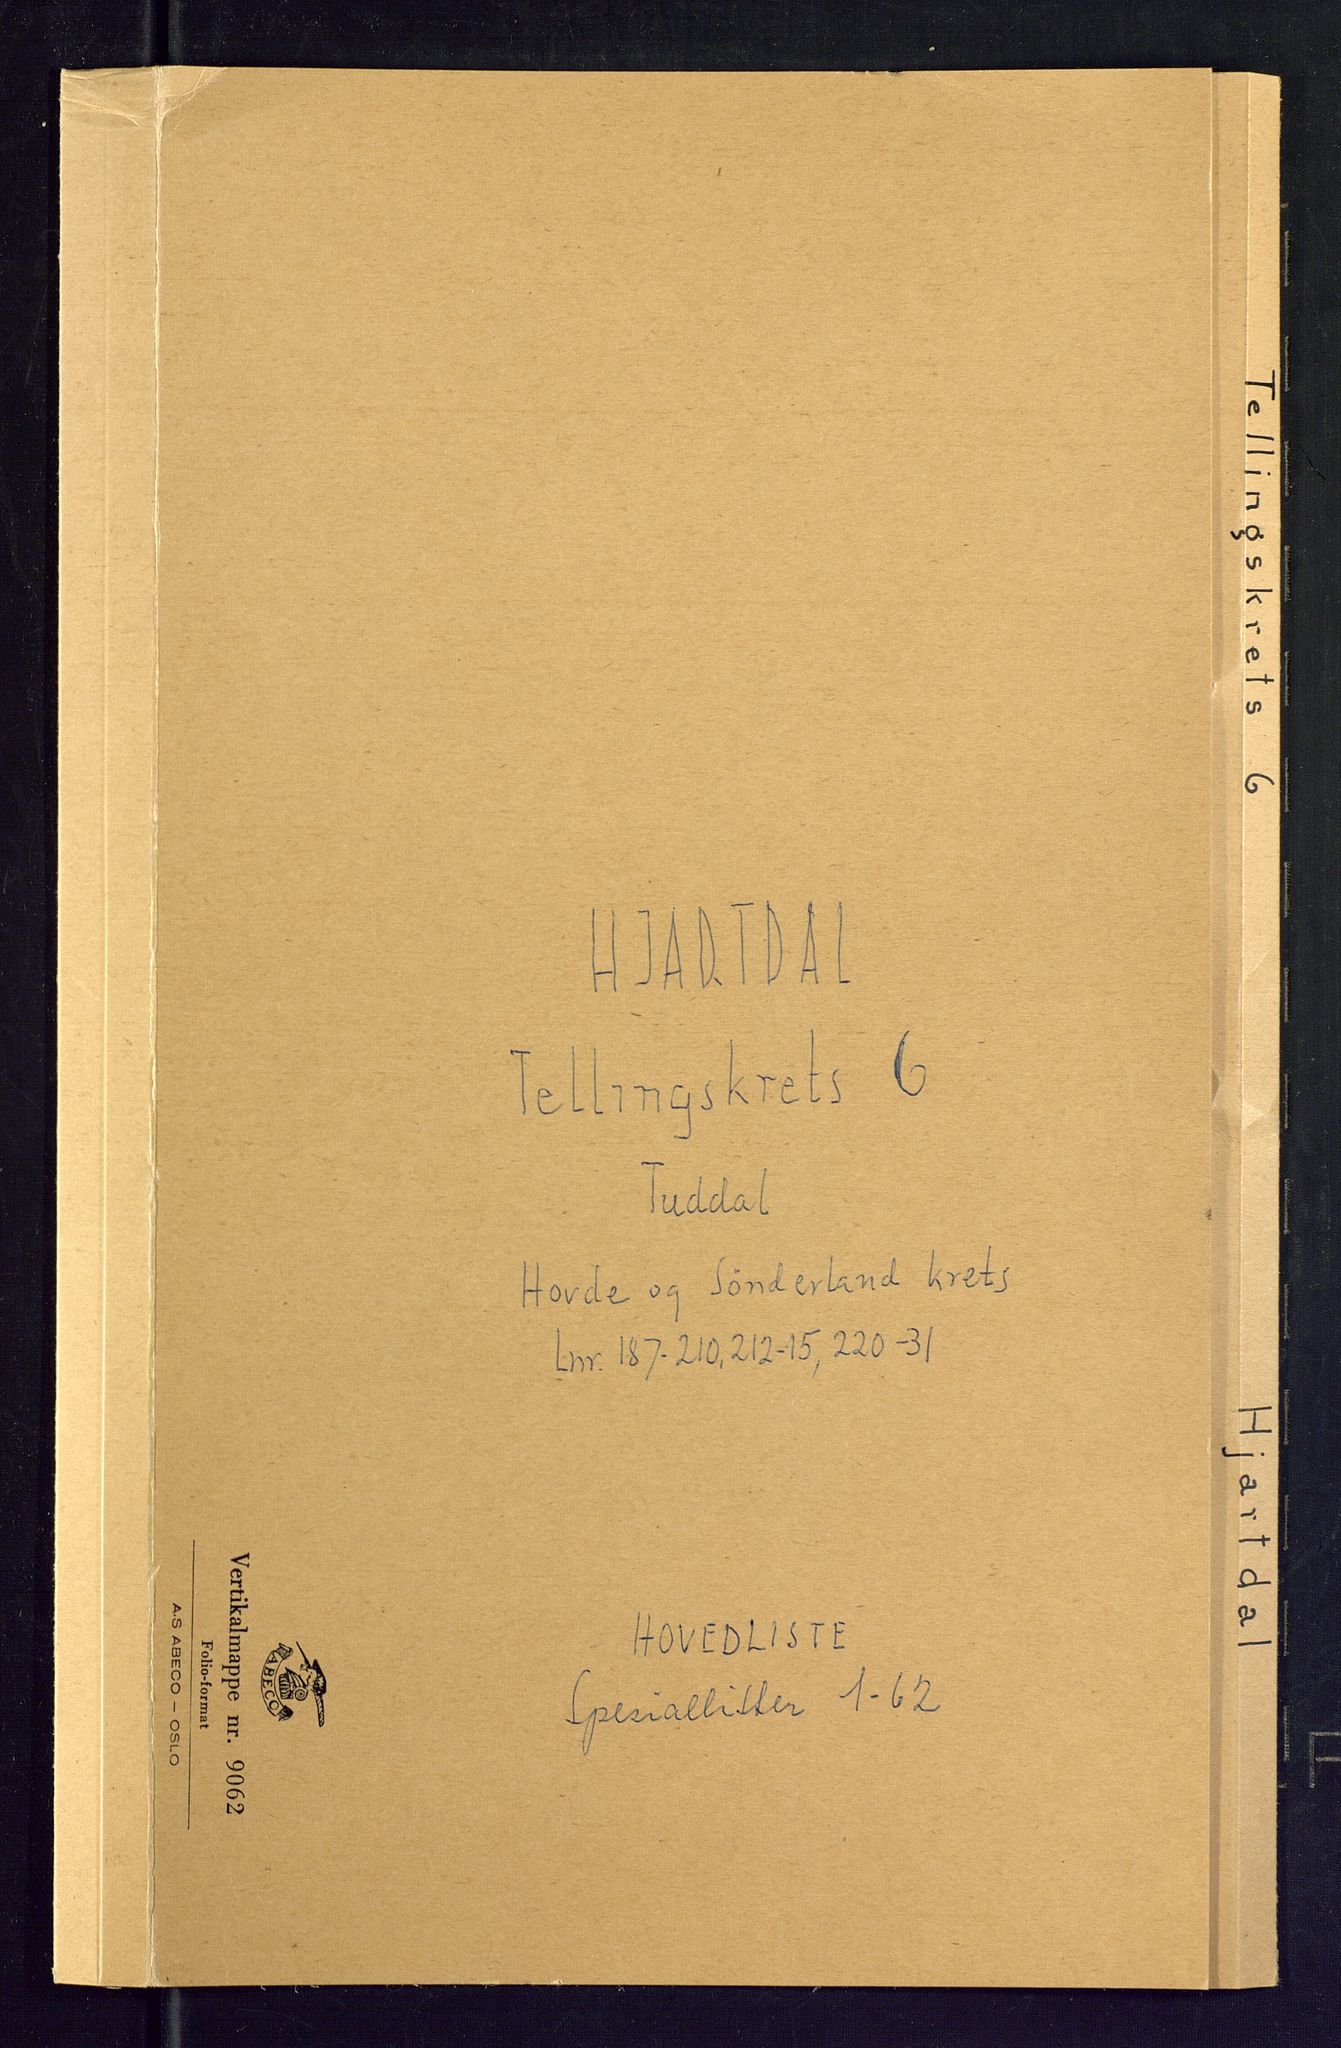 HJARTDAL
Tellingskrets 6
Tuddal
Hovde og Sönderland krets
Lnr. 187-210, 212-15, 220-31
HOVEDLISTE
Spesiallister 1-62
Tellingskrets 6
Hjartdal
ABECO
Vertikalmappe nr. 9062
Folio-format
A.S ABECO — OSLO